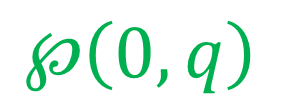 ℘(0, q)